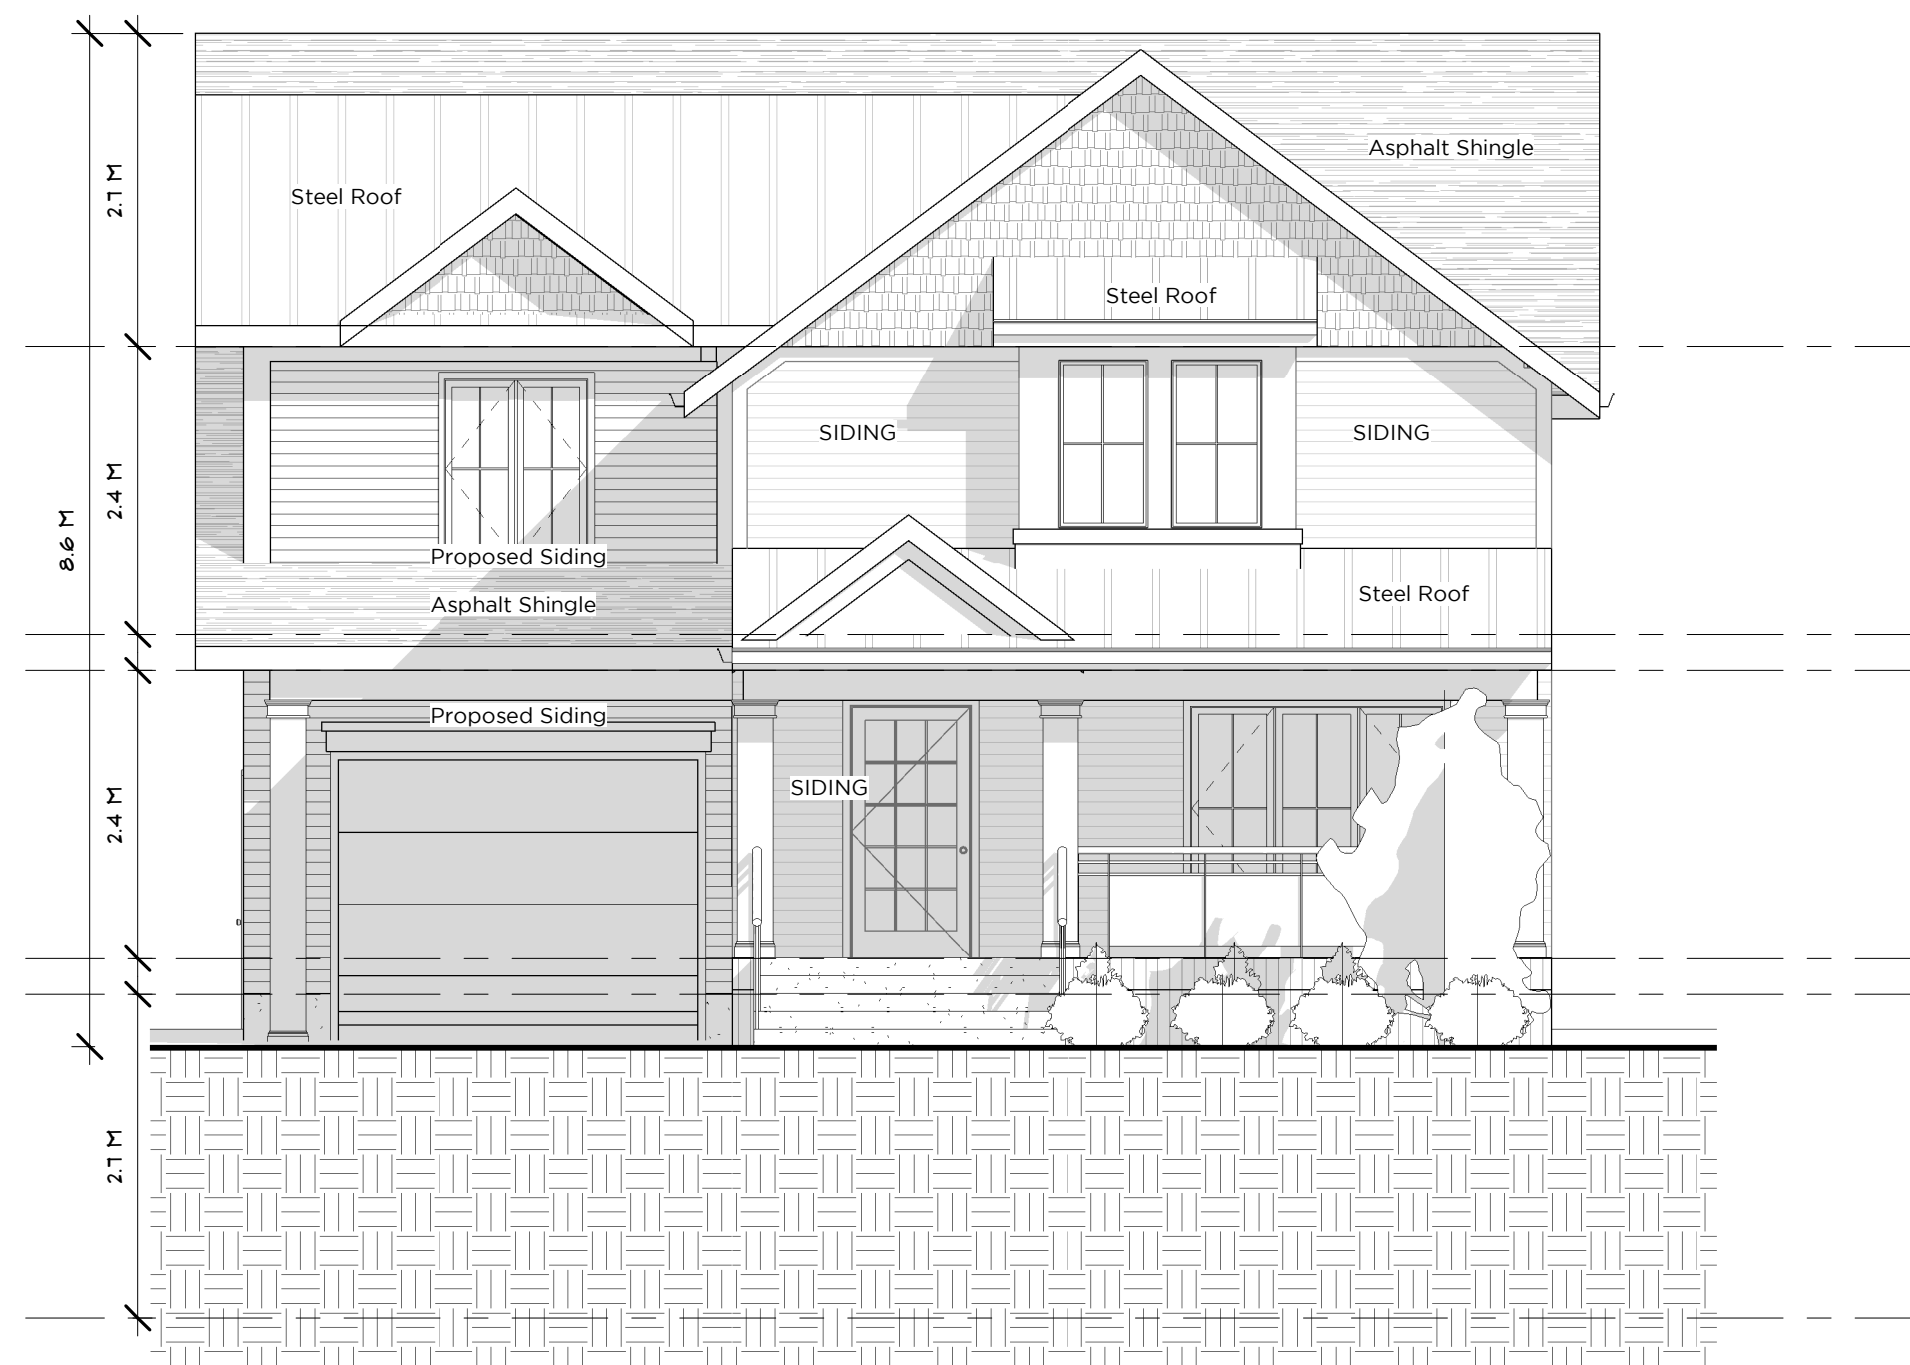 Asphalt Shingle
2.7 M
Steel Roof
Steel Roof
SIDING
SIDING
2.4 M
8.6 M
Proposed Siding
Asphalt Shingle
Steel Roof
Proposed Siding
SIDING
2.4 M
2.7 M